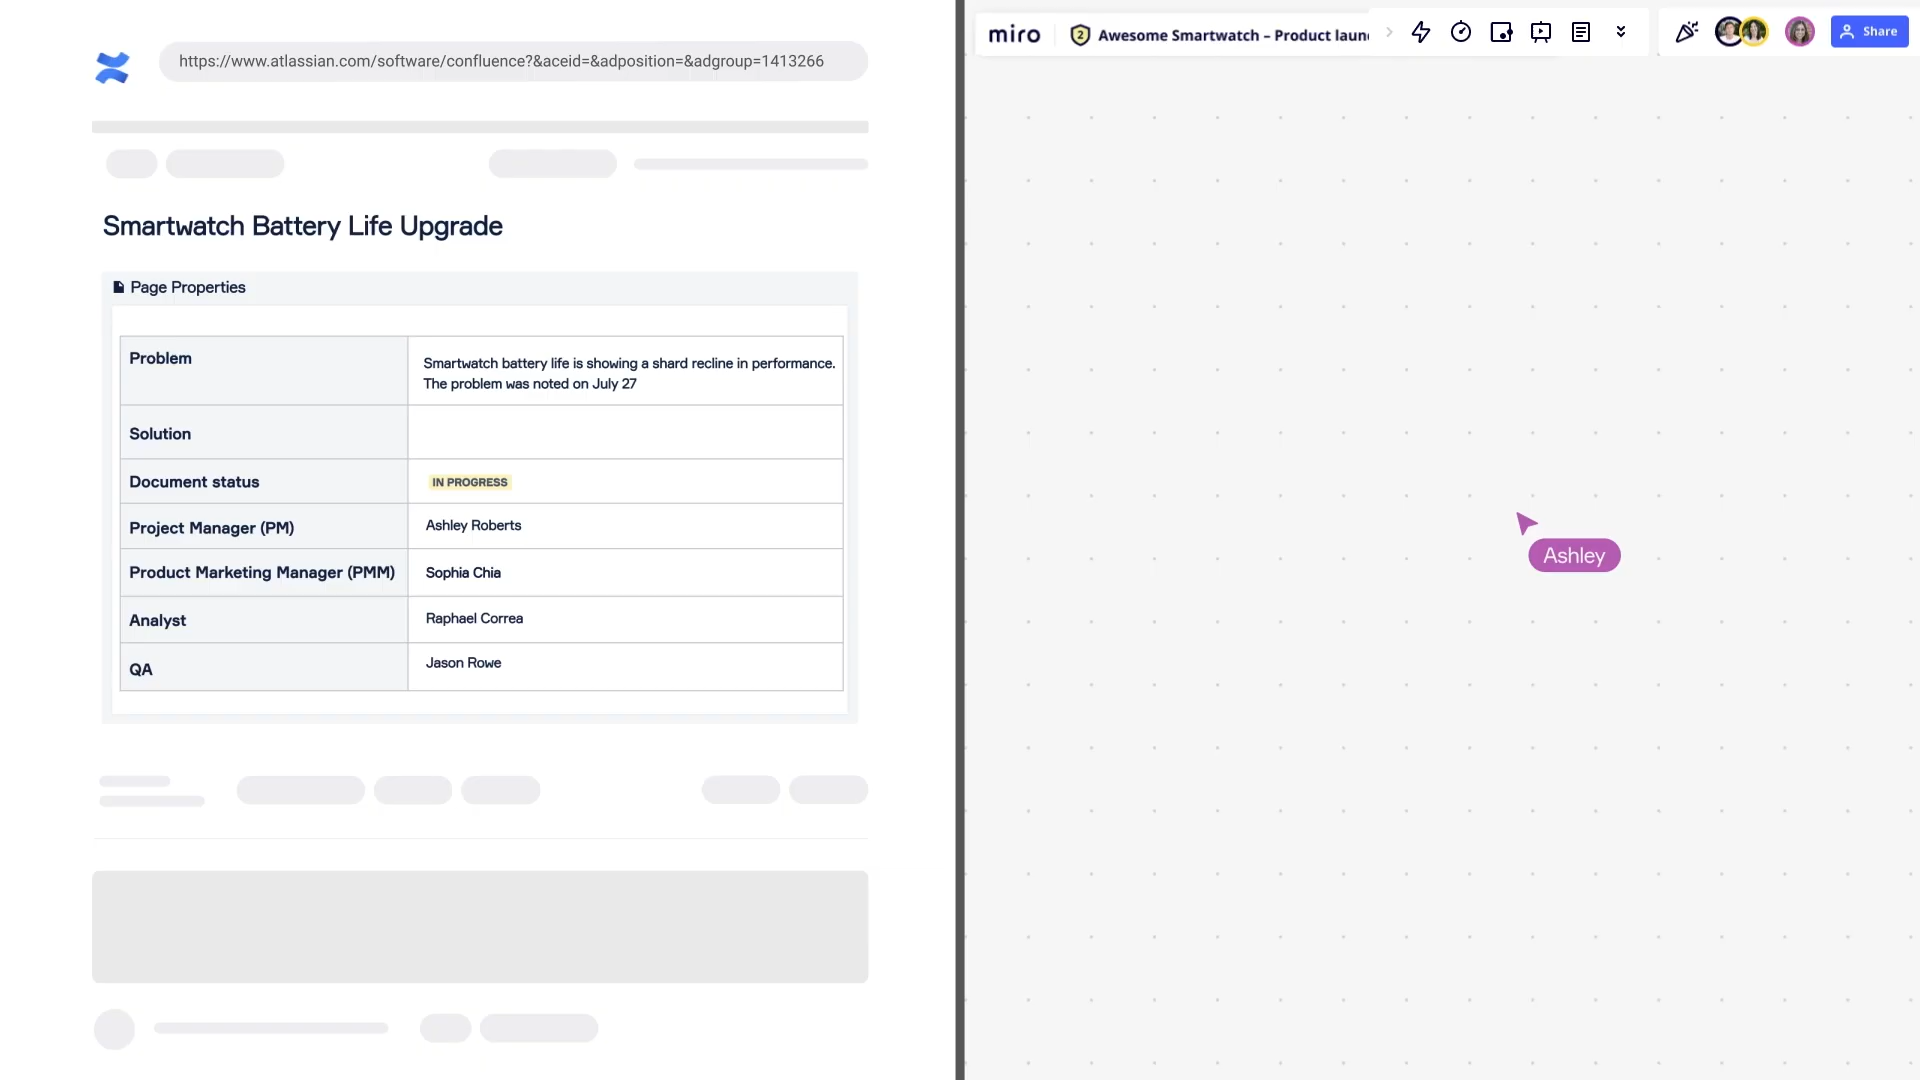 https://www.atlassian.com/software/confluence?&aceid=&adposition=&adgroup=1413266
Smartwatch Battery Life Upgrade
Page Properties
Problem
Smartwatch battery life is showing a shard recline in performance.
The problem was noted on July 27
Solution
Document status
IN PROGRESS
Project Manager (PM)
Ashley Roberts
Product Marketing Manager (PMM)
Sophia Chia
Analyst
Raphael Correa
QA
Jason Rowe
miro
2
Awesome Smartwatch – Product laun
Share
Ashley